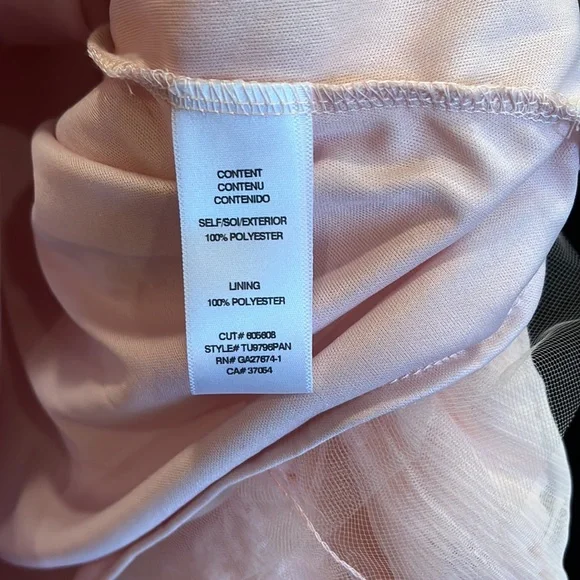 CONTENT
CONTENU
CONTENIDO
SELF/SOI/EXTERIOR
100% POLYESTER
LINING
100% POLYESTER
CUT# 605608
STYLE# TU9796PAN
RN# GA27674-1
CA# 37054